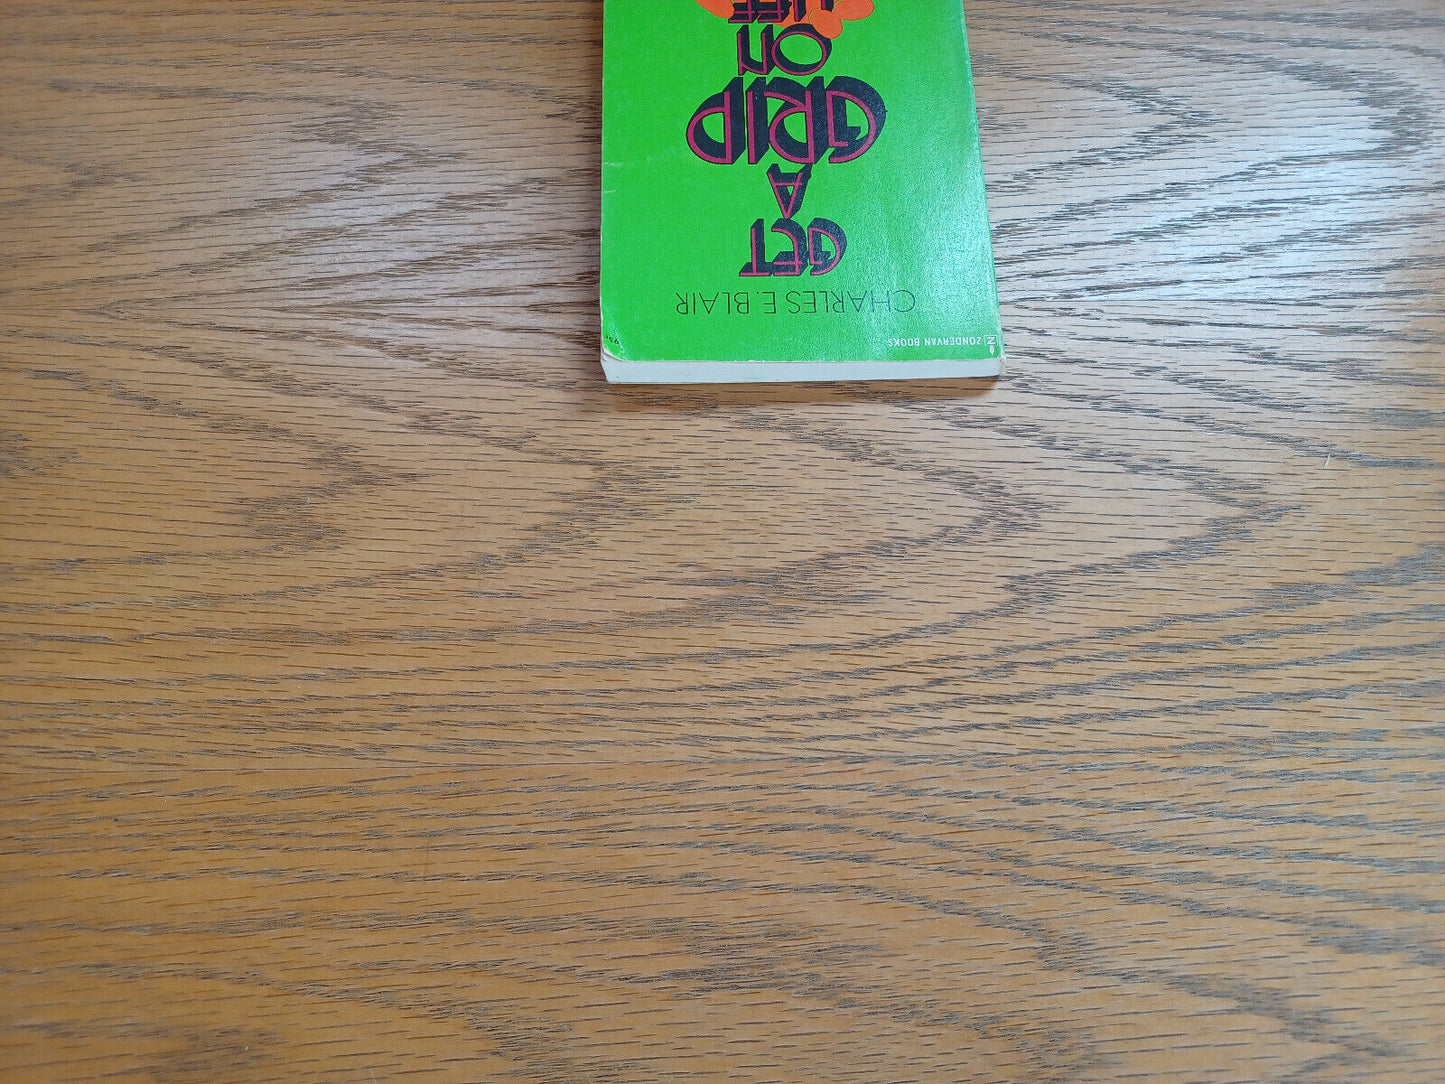 ZONDERVAN BOOKS
CHARLES E. BLAIR
GET
A
GRIP
ON
LIFE